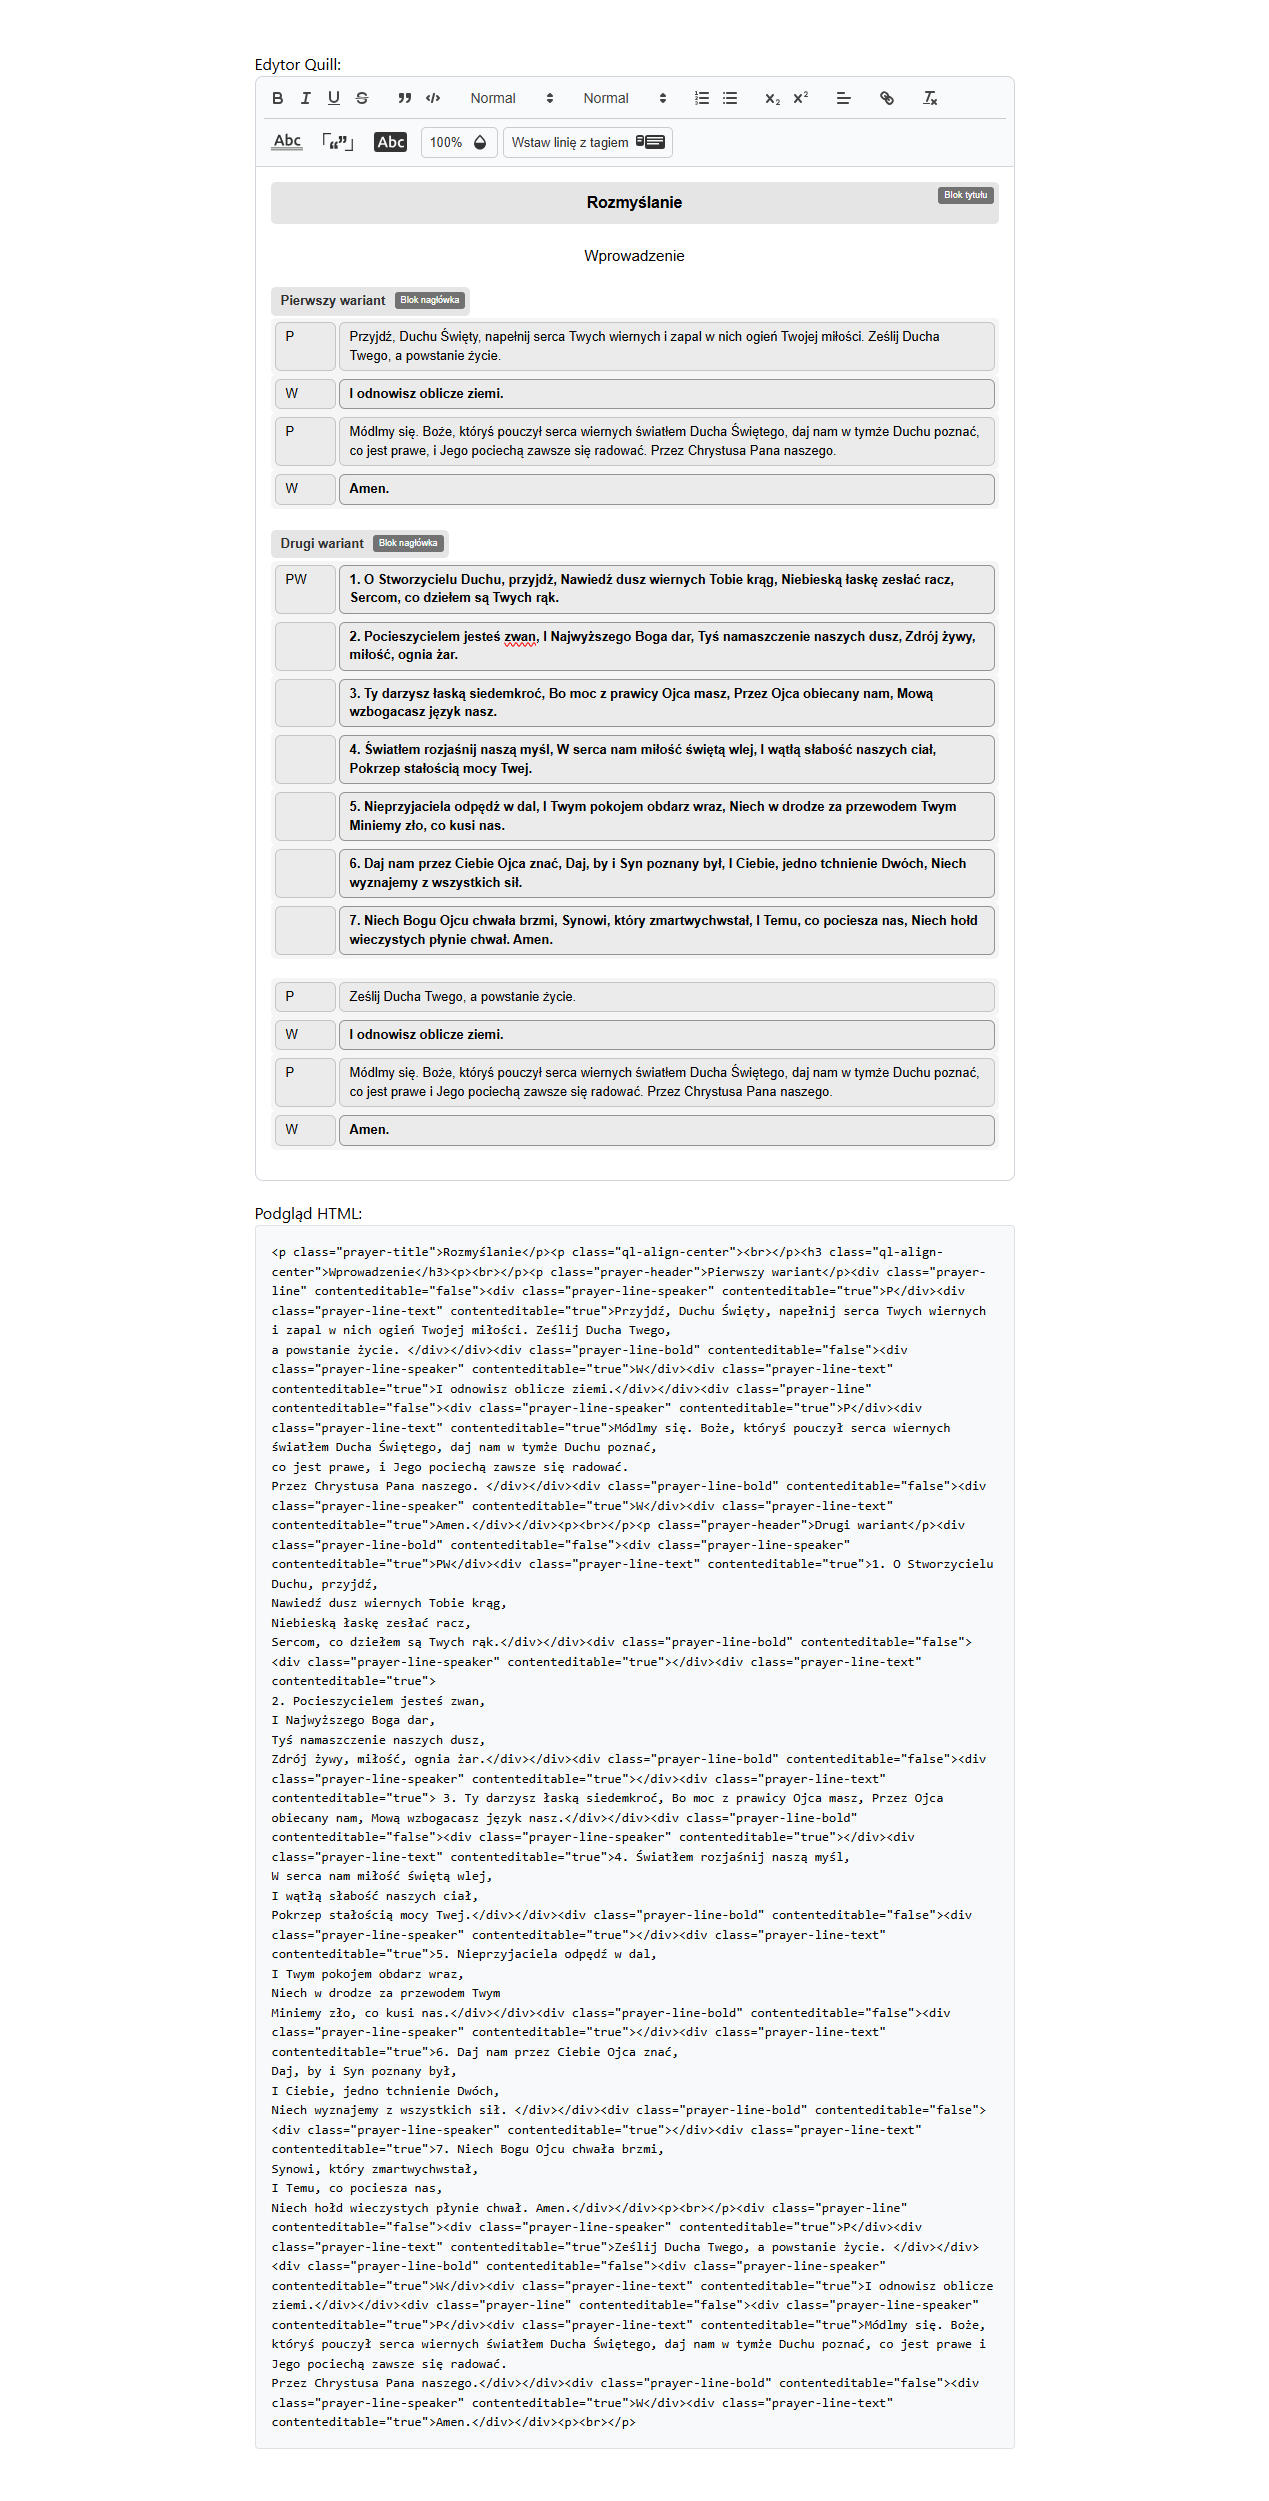 Edytor Quill:
B I U S Normal Normal
Abc Abc 100% Wstaw linię z tagiem
Rozmyślanie Blok tytułu
Wprowadzenie
Pierwszy wariant Blok nagłówka
P Przyjdź, Duchu Święty, napełnij serca Twych wiernych i zapal w nich ogień Twojej miłości. Ześlij Ducha
Twego, a powstanie życie.
W I odnowisz oblicze ziemi.
P Módlmy się. Boże, któryś pouczył serca wiernych światłem Ducha Świętego, daj nam w tymże Duchu poznać,
co jest prawe, i Jego pociechą zawsze się radować. Przez Chrystusa Pana naszego.
W Amen.
Drugi wariant Blok nagłówka
PW 1. O Stworzycielu Duchu, przyjdź, Nawiedź dusz wiernych Tobie krąg, Niebieską łaskę zesłać racz,
Sercom, co dziełem są Twych rąk.
2. Pocieszycielem jesteś zwan, I Najwyższego Boga dar, Tyś namaszczenie naszych dusz, Zdrój żywy,
miłość, ognia żar.
3. Ty darzysz łaską siedemkroć, Bo moc z prawicy Ojca masz, Przez Ojca obiecany nam, Mową
wzbogacasz język nasz.
4. Światłem rozjaśnij naszą myśl, W serca nam miłość świętą wlej, I wątłą słabość naszych ciał,
Pokrzep stałością mocy Twej.
5. Nieprzyjaciela odpędź w dal, I Twym pokojem obdarz wraz, Niech w drodze za przewodem Twym
Miniemy zło, co kusi nas.
6. Daj nam przez Ciebie Ojca znać, Daj, by i Syn poznany był, I Ciebie, jedno tchnienie Dwóch, Niech
wyznajemy z wszystkich sił.
7. Niech Bogu Ojcu chwała brzmi, Synowi, który zmartwychwstał, I Temu, co pociesza nas, Niech hołd
wieczystych płynie chwał. Amen.
P Ześlij Ducha Twego, a powstanie życie.
W I odnowisz oblicze ziemi.
P Módlmy się. Boże, któryś pouczył serca wiernych światłem Ducha Świętego, daj nam w tymże Duchu poznać,
co jest prawe i Jego pociechą zawsze się radować. Przez Chrystusa Pana naszego.
W Amen.
Podgląd HTML:
<p class="prayer-title">Rozmyślanie</p><p class="ql-align-center"><br></p><h3 class="ql-align-
center">Wprowadzenie</h3><p><br></p><p class="prayer-header">Pierwszy wariant</p><div class="prayer-
line" contenteditable="false"><div class="prayer-line-speaker" contenteditable="true">P</div><div
class="prayer-line-text" contenteditable="true">Przyjdź, Duchu Święty, napełnij serca Twych wiernych
i zapal w nich ogień Twojej miłości. Ześlij Ducha Twego,
a powstanie życie. </div></div><div class="prayer-line-bold" contenteditable="false"><div
class="prayer-line-speaker" contenteditable="true">W</div><div class="prayer-line-text"
contenteditable="true">I odnowisz oblicze ziemi.</div></div><div class="prayer-line"
contenteditable="false"><div class="prayer-line-speaker" contenteditable="true">P</div><div
class="prayer-line-text" contenteditable="true">Módlmy się. Boże, któryś pouczył serca wiernych
światłem Ducha Świętego, daj nam w tymże Duchu poznać,
co jest prawe, i Jego pociechą zawsze się radować.
Przez Chrystusa Pana naszego. </div></div><div class="prayer-line-bold" contenteditable="false"><div
class="prayer-line-speaker" contenteditable="true">W</div><div class="prayer-line-text"
contenteditable="true">Amen.</div></div><p><br></p><p class="prayer-header">Drugi wariant</p><div
class="prayer-line-bold" contenteditable="false"><div class="prayer-line-speaker"
contenteditable="true">PW</div><div class="prayer-line-text" contenteditable="true">1. O Stworzycielu
Duchu, przyjdź,
Nawiedź dusz wiernych Tobie krąg,
Niebieską łaskę zesłać racz,
Sercom, co dziełem są Twych rąk.</div></div><div class="prayer-line-bold" contenteditable="false">
<div class="prayer-line-speaker" contenteditable="true"></div><div class="prayer-line-text"
contenteditable="true">
2. Pocieszycielem jesteś zwan,
I Najwyższego Boga dar,
Tyś namaszczenie naszych dusz,
Zdrój żywy, miłość, ognia żar.</div></div><div class="prayer-line-bold" contenteditable="false"><div
class="prayer-line-speaker" contenteditable="true"></div><div class="prayer-line-text"
contenteditable="true"> 3. Ty darzysz łaską siedemkroć, Bo moc z prawicy Ojca masz, Przez Ojca
obiecany nam, Mową wzbogacasz język nasz.</div></div><div class="prayer-line-bold"
contenteditable="false"><div class="prayer-line-speaker" contenteditable="true"></div><div
class="prayer-line-text" contenteditable="true">4. Światłem rozjaśnij naszą myśl,
W serca nam miłość świętą wlej,
I wątłą słabość naszych ciał,
Pokrzep stałością mocy Twej.</div></div><div class="prayer-line-bold" contenteditable="false"><div
class="prayer-line-speaker" contenteditable="true"></div><div class="prayer-line-text"
contenteditable="true">5. Nieprzyjaciela odpędź w dal,
I Twym pokojem obdarz wraz,
Niech w drodze za przewodem Twym
Miniemy zło, co kusi nas.</div></div><div class="prayer-line-bold" contenteditable="false"><div
class="prayer-line-speaker" contenteditable="true"></div><div class="prayer-line-text"
contenteditable="true">6. Daj nam przez Ciebie Ojca znać,
Daj, by i Syn poznany był,
I Ciebie, jedno tchnienie Dwóch,
Niech wyznajemy z wszystkich sił. </div></div><div class="prayer-line-bold" contenteditable="false">
<div class="prayer-line-speaker" contenteditable="true"></div><div class="prayer-line-text"
contenteditable="true">7. Niech Bogu Ojcu chwała brzmi,
Synowi, który zmartwychwstał,
I Temu, co pociesza nas,
Niech hołd wieczystych płynie chwał. Amen.</div></div><p><br></p><div class="prayer-line"
contenteditable="false"><div class="prayer-line-speaker" contenteditable="true">P</div><div
class="prayer-line-text" contenteditable="true">Ześlij Ducha Twego, a powstanie życie. </div></div>
<div class="prayer-line-bold" contenteditable="false"><div class="prayer-line-speaker"
contenteditable="true">W</div><div class="prayer-line-text" contenteditable="true">I odnowisz oblicze
ziemi.</div></div><div class="prayer-line" contenteditable="false"><div class="prayer-line-speaker"
contenteditable="true">P</div><div class="prayer-line-text" contenteditable="true">Módlmy się. Boże,
któryś pouczył serca wiernych światłem Ducha Świętego, daj nam w tymże Duchu poznać, co jest prawe i
Jego pociechą zawsze się radować.
Przez Chrystusa Pana naszego.</div></div><div class="prayer-line-bold" contenteditable="false"><div
class="prayer-line-speaker" contenteditable="true">W</div><div class="prayer-line-text"
contenteditable="true">Amen.</div></div><p><br></p>